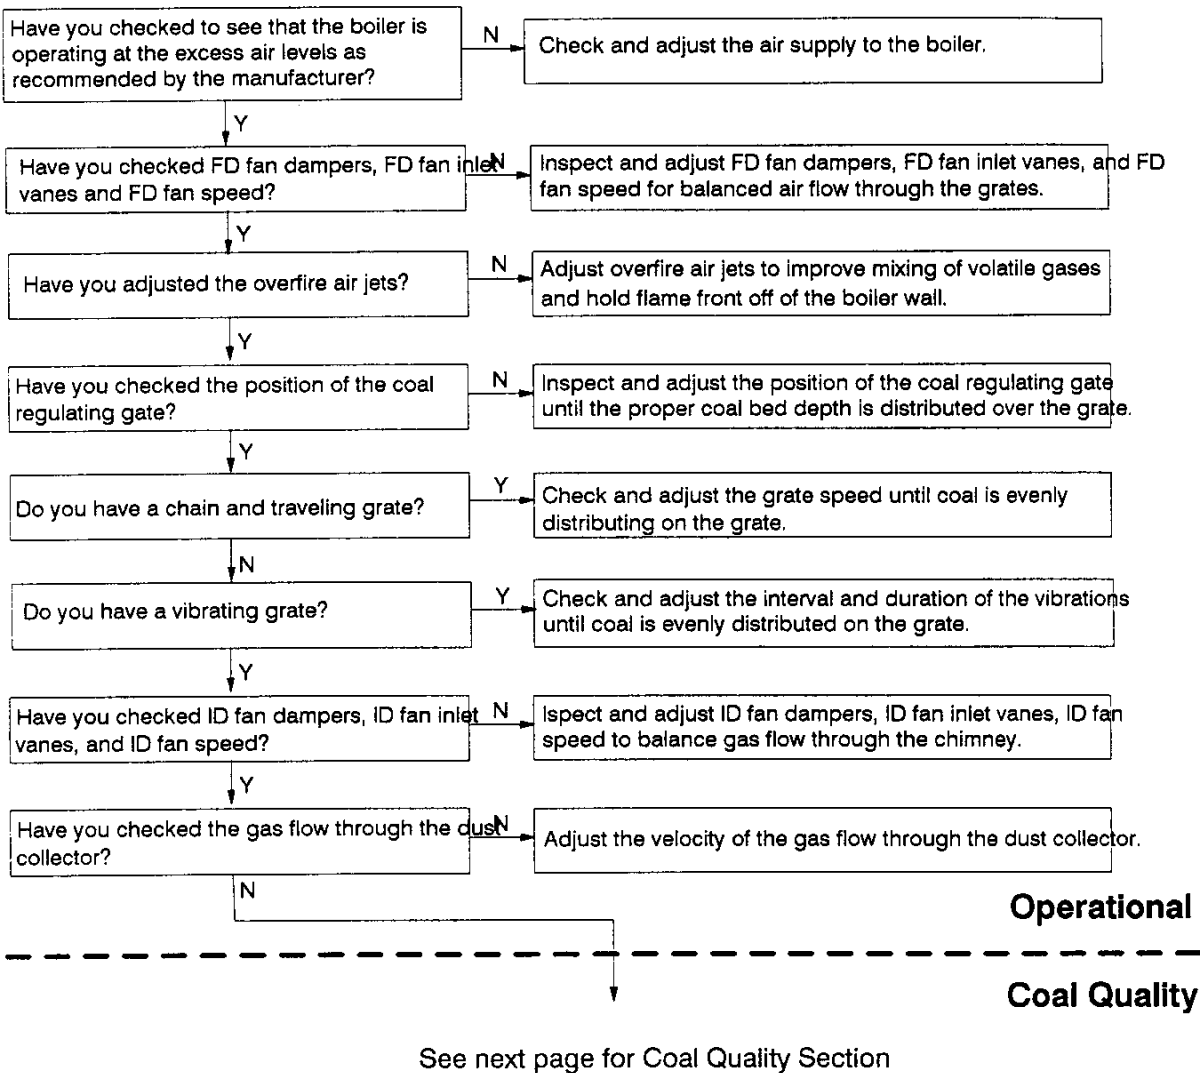 Have you checked to see that the boiler is
operating at the excess air levels as
recommended by the manufacturer?
N
Check and adjust the air supply to the boiler.
Y
Have you checked FD fan dampers, FD fan inlet
vanes and FD fan speed?
N
Inspect and adjust FD fan dampers, FD fan inlet vanes, and FD
fan speed for balanced air flow through the grates.
Y
Have you adjusted the overfire air jets?
N
Adjust overfire air jets to improve mixing of volatile gases
and hold flame front off of the boiler wall.
Y
Have you checked the position of the coal
regulating gate?
N
Inspect and adjust the position of the coal regulating gate
until the proper coal bed depth is distributed over the grate.
Y
Do you have a chain and traveling grate?
Y
Check and adjust the grate speed until coal is evenly
distributing on the grate.
N
Do you have a vibrating grate?
Y
Check and adjust the interval and duration of the vibrations
until coal is evenly distributed on the grate.
Y
Have you checked ID fan dampers, ID fan inlet
vanes, and ID fan speed?
N
Ispect and adjust ID fan dampers, ID fan inlet vanes, ID fan
speed to balance gas flow through the chimney.
Y
Have you checked the gas flow through the dust
collector?
N
Adjust the velocity of the gas flow through the dust collector.
N
Operational
Coal Quality
See next page for Coal Quality Section